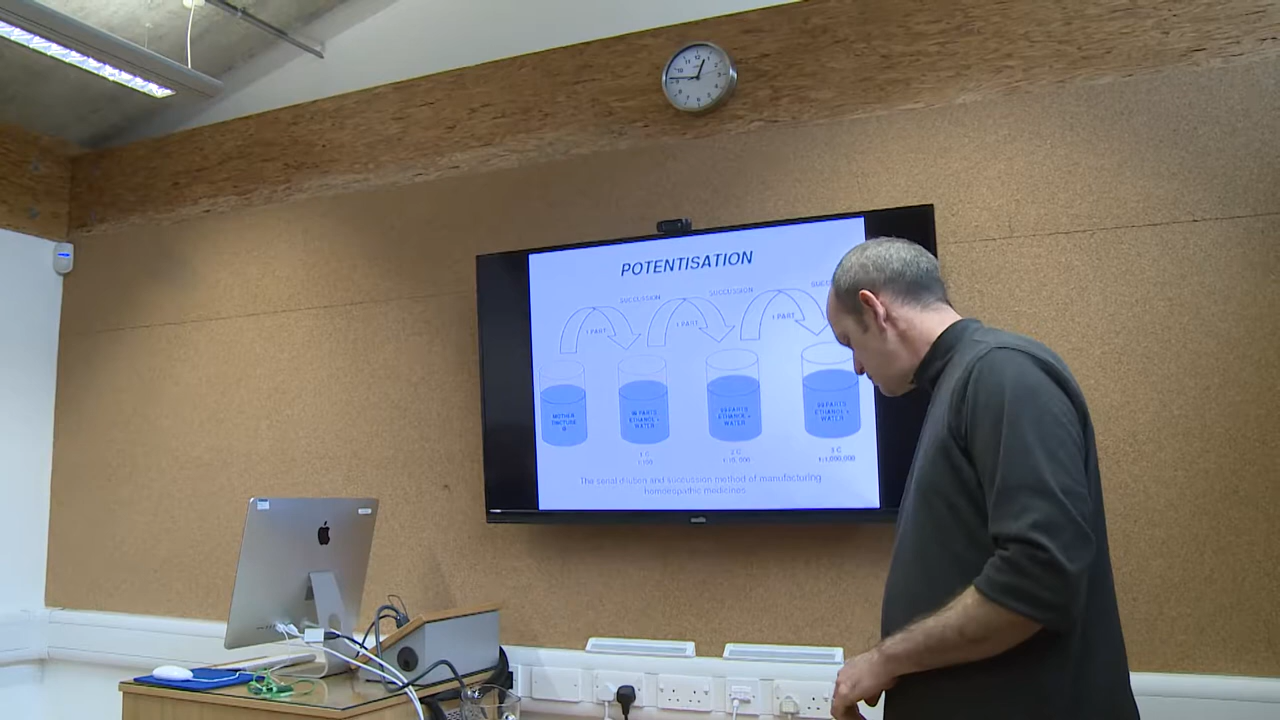 POTENTISATION
SUCCUSSION
SUCCUSSION
SUCC
1 PART
1 PART
1 PART
MOTHER
TINCTURE
99 PARTS
ETHANOL +
WATER
99 PARTS
ETHANOL +
WATER
99 PARTS
ETHANOL +
WATER
1 C
1:100
2 C
1:10, 000
3 C
1:1,000,000
The serial dilution and succussion method of manufacturing
homoeopathic medicines.